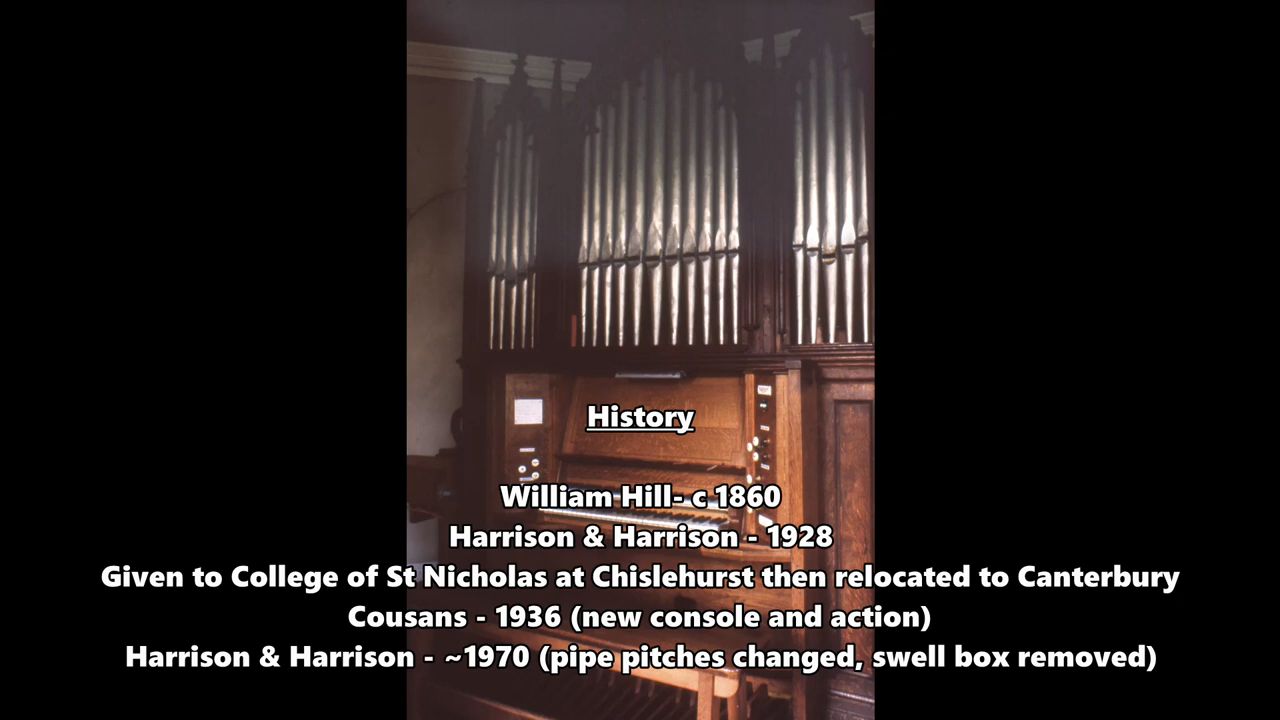 History
William Hill- c 1860
Harrison & Harrison - 1928
Given to College of St Nicholas at Chislehurst then relocated to Canterbury
Cousans - 1936 (new console and action)
Harrison & Harrison - ~1970 (pipe pitches changed, swell box removed)